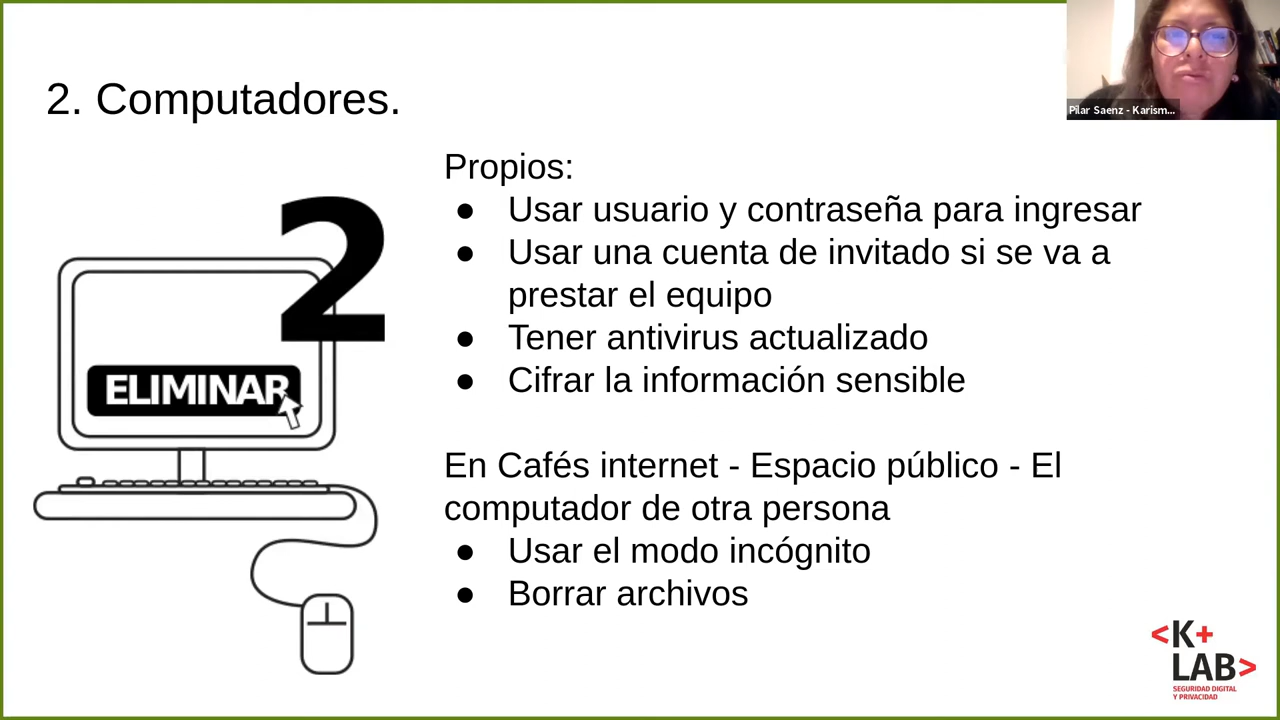 2. Computadores.
Pilar Saenz - Karism...
2
ELIMINAR
Propios:
● Usar usuario y contraseña para ingresar
● Usar una cuenta de invitado si se va a
prestar el equipo
● Tener antivirus actualizado
● Cifrar la información sensible
En Cafés internet - Espacio público - El
computador de otra persona
● Usar el modo incógnito
● Borrar archivos
<K+
LAB>
SEGURIDAD DIGITAL
Y PRIVACIDAD